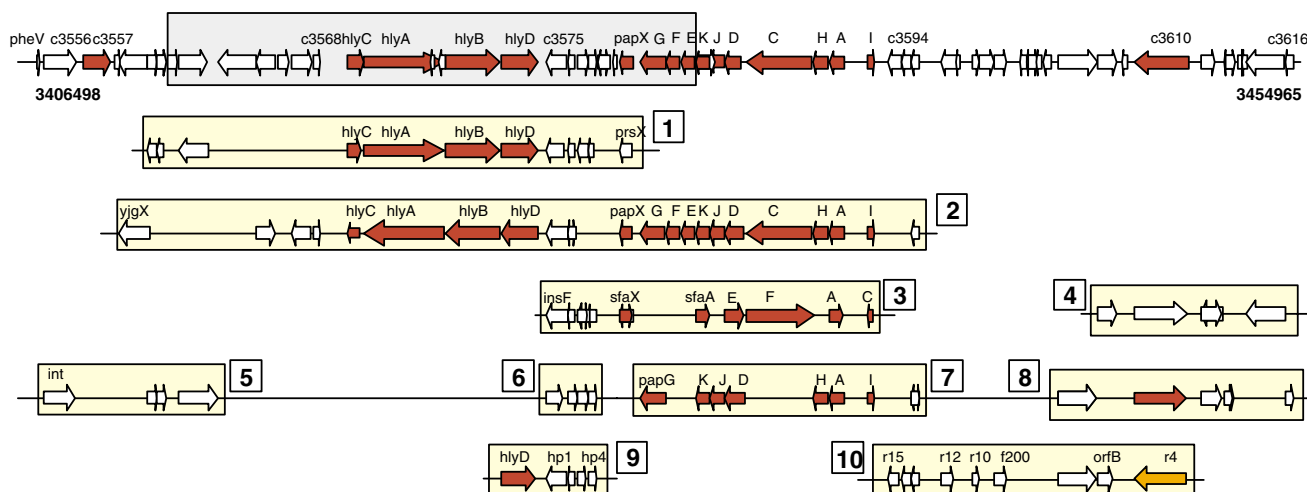 pheV c3556 c3557 c3568 hlyC hlyA hlyB hlyD c3575 papX G F E K J D C H A I c3594 c3610 c3616
3406498 3454965
hlyC hlyA hlyB hlyD prsX 1
yjgX hlyC hlyA hlyB hlyD papX G F E K J D C H A I 2
insF sfaX sfaA E F A C 3 4
int 5 6 papG K J D H A I 7 8
hlyD hp1 hp4 9 10 r15 r12 r10 f200 orfB r4